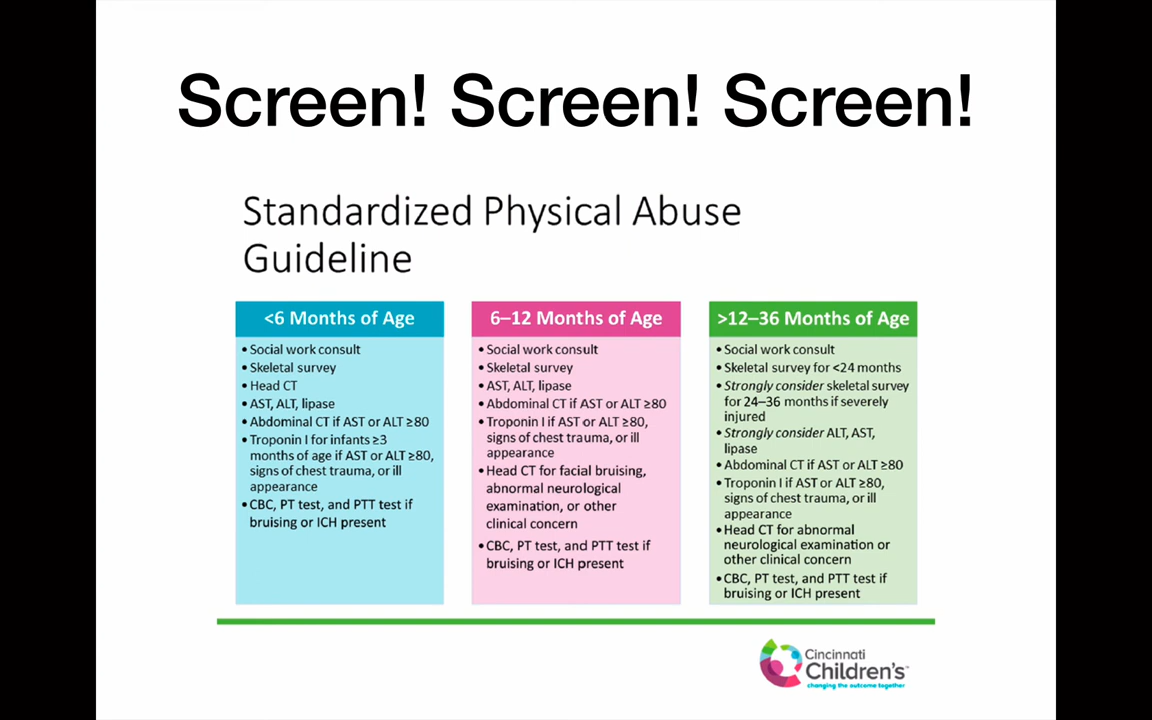 Screen! Screen! Screen!
Standardized Physical Abuse
Guideline
<6 Months of Age
• Social work consult
• Skeletal survey
• Head CT
• AST, ALT, lipase
• Abdominal CT if AST or ALT ≥80
• Troponin I for infants ≥3
months of age if AST or ALT ≥80,
signs of chest trauma, or ill
appearance
• CBC, PT test, and PTT test if
bruising or ICH present
6–12 Months of Age
• Social work consult
• Skeletal survey
• AST, ALT, lipase
• Abdominal CT if AST or ALT ≥80
• Troponin I if AST or ALT ≥80,
signs of chest trauma, or ill
appearance
• Head CT for facial bruising,
abnormal neurological
examination, or other
clinical concern
• CBC, PT test, and PTT test if
bruising or ICH present
>12–36 Months of Age
• Social work consult
• Skeletal survey for <24 months
• Strongly consider skeletal survey
for 24–36 months if severely
injured
• Strongly consider ALT, AST,
lipase
• Abdominal CT if AST or ALT ≥80
• Troponin I if AST or ALT ≥80,
signs of chest trauma, or ill
appearance
• Head CT for abnormal
neurological examination or
other clinical concern
• CBC, PT test, and PTT test if
bruising or ICH present
Cincinnati
Children's™
changing the outcome together